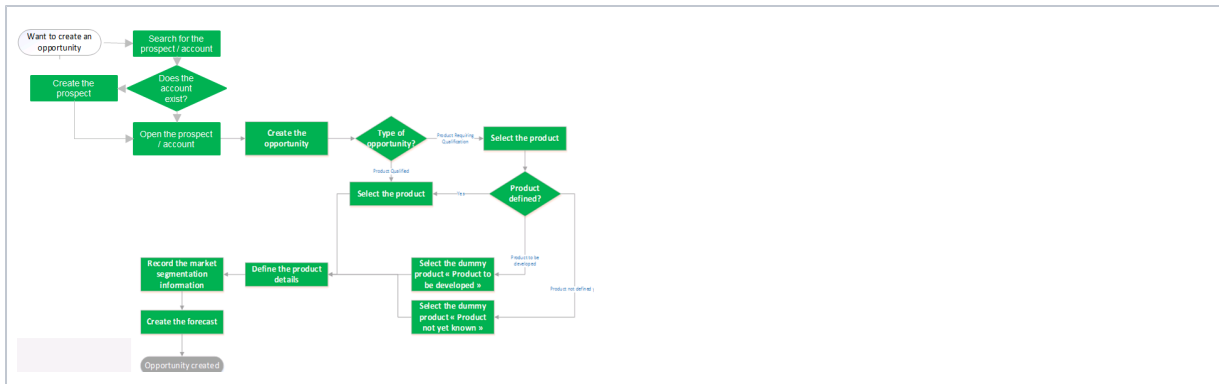 Want to create an
opportunity
Search for the
prospect / account
Does the
account
exist?
Create the
prospect
Open the prospect
/ account
Create the
opportunity
Type of
opportunity?
Product Requiring
Qualification
Select the product
Product Qualified
Select the product
Yes
Product
defined?
Product to be
developed
Product not defined
Record the market
segmentation
information
Define the product
details
Select the dummy
product « Product to
be developed »
Select the dummy
product « Product
not yet known »
Create the forecast
Opportunity created